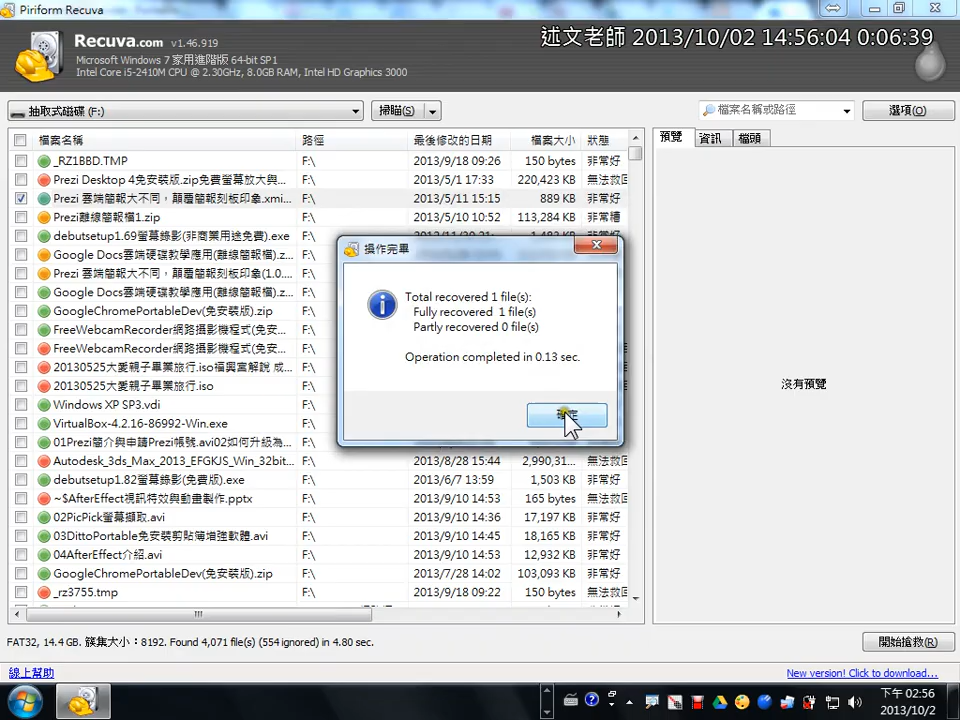 Piriform Recuva
Recuva.com v1.46.919
Microsoft Windows 7 家用進階版 64-bit SP1
Intel Core i5-2410M CPU @ 2.30GHz, 8.0GB RAM, Intel HD Graphics 3000
述文老師 2013/10/02 14:56:04 0:06:39
抽取式磁碟 (F:)
掃瞄(S)
檔案名稱或路徑
選項(O)
檔案名稱 路徑 最後修改的日期 檔案大小 狀態
預覽 資訊 檔頭
_RZ1BBD.TMP F:\ 2013/9/18 09:26 150 bytes 非常好
Prezi Desktop 4免安裝版.zip免費螢幕放大與... F:\ 2013/5/1 17:33 220,423 KB 無法救回
Prezi 雲端簡報大不同，顛覆簡報刻板印象.xmi... F:\ 2013/5/11 15:15 889 KB 非常好
Prezi離線簡報檔1.zip F:\ 2013/5/10 10:52 113,284 KB 非常糟
debutsetup1.69螢幕錄影(非商業用途免費).exe F:\
Google Docs雲端硬碟教學應用(離線簡報檔).z... F:\
Prezi 雲端簡報大不同，顛覆簡報刻板印象(1.0... F:\
Google Docs雲端硬碟教學應用(離線簡報檔).z... F:\
GoogleChromePortableDev(免安裝版).zip F:\
FreeWebcamRecorder網路攝影機程式(免安... F:\
FreeWebcamRecorder網路攝影機程式(免安... F:\
20130525大愛親子畢業旅行.iso福興宮解說 成... F:\
20130525大愛親子畢業旅行.iso F:\
Windows XP SP3.vdi F:\
VirtualBox-4.2.16-86992-Win.exe F:\
01Prezi簡介與申請Prezi帳號.avi02如何升級為... F:\
Autodesk_3ds_Max_2013_EFGKJS_Win_32bit... F:\ 2013/8/28 15:44 2,990,31... 無法救回
debutsetup1.82螢幕錄影(免費版).exe F:\ 2013/6/7 13:59 1,503 KB 非常好
~$AfterEffect視訊特效與動畫製作.pptx F:\ 2013/9/10 14:53 165 bytes 非常好
02PicPick螢幕擷取.avi F:\ 2013/9/10 14:36 17,197 KB 非常好
03DittoPortable免安裝剪貼簿增強軟體.avi F:\ 2013/9/10 14:45 18,165 KB 非常好
04AfterEffect介紹.avi F:\ 2013/9/10 14:53 12,932 KB 非常好
GoogleChromePortableDev(免安裝版).zip F:\ 2013/7/28 14:02 103,093 KB 非常好
_rz3755.tmp F:\ 2013/9/18 09:22 150 bytes 無法救回
操作完畢
Total recovered 1 file(s):
Fully recovered 1 file(s)
Partly recovered 0 file(s)
Operation completed in 0.13 sec.
沒有預覽
FAT32, 14.4 GB. 簇集大小：8192. Found 4,071 file(s) (554 ignored) in 4.80 sec.
開始搶救(R)
線上幫助
New version! Click to download...
下午 02:56
2013/10/2